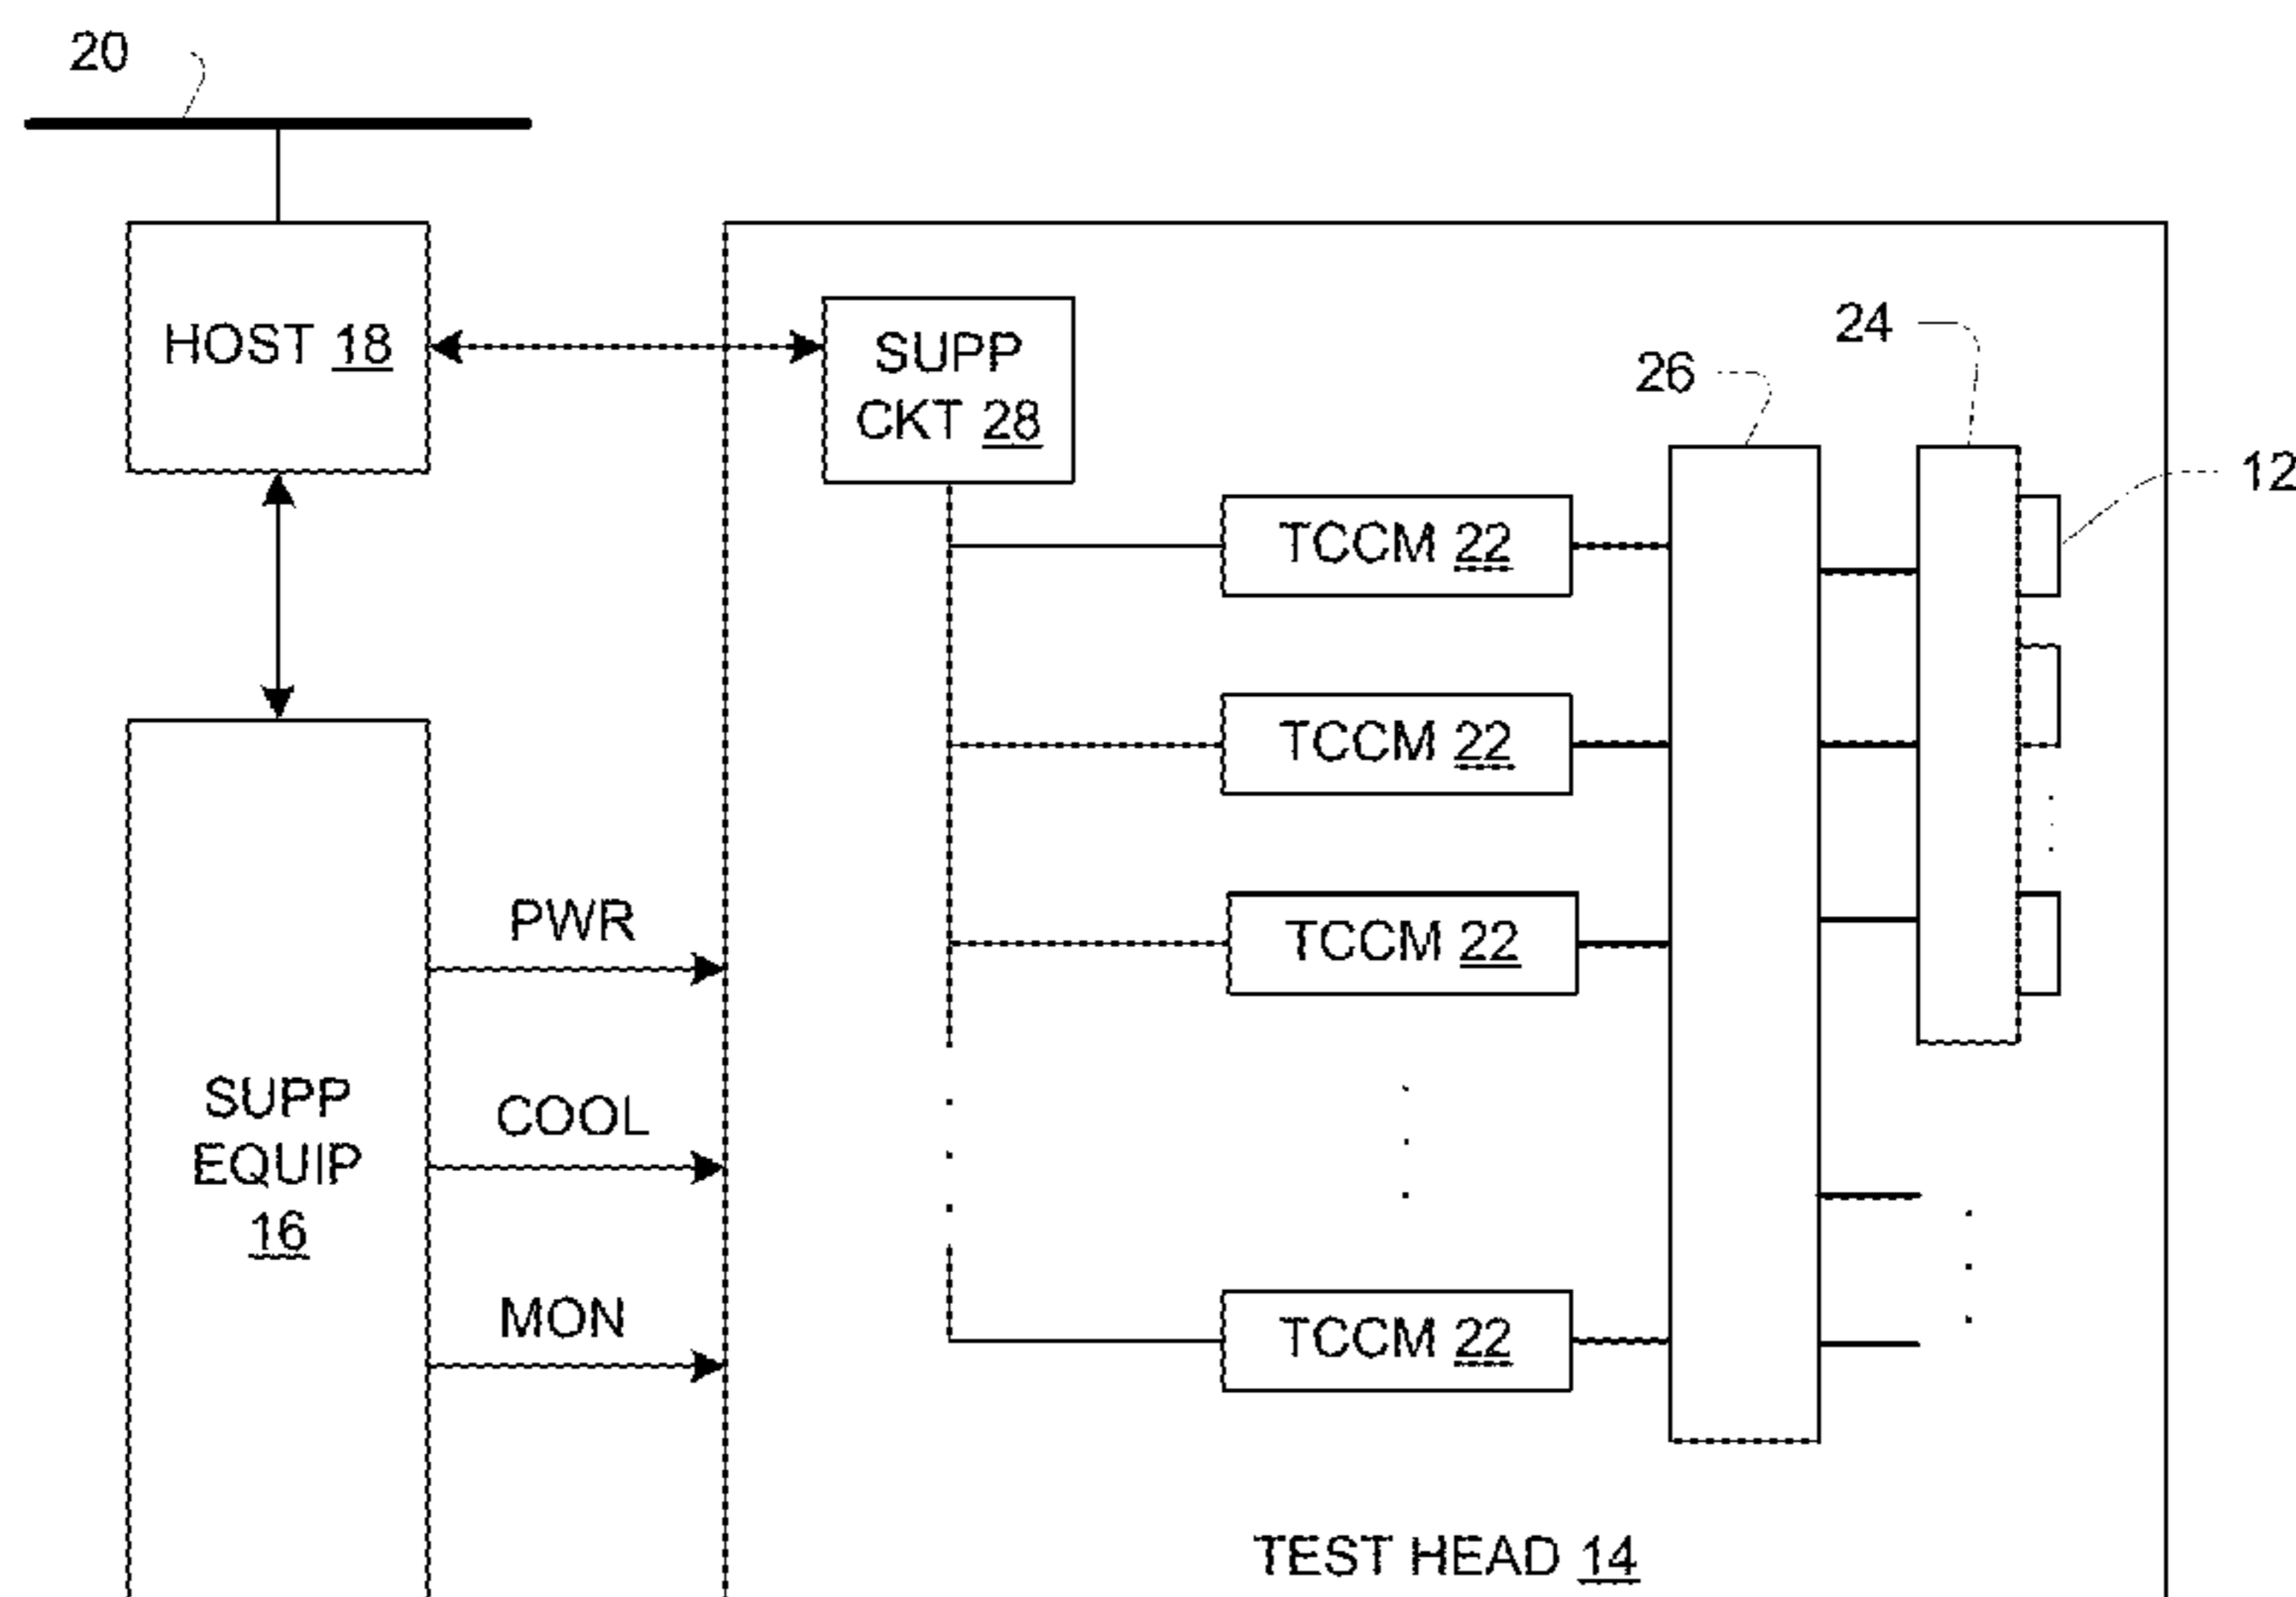 20
HOST 18
SUPP
CKT 28
24
26
12
TCCM 22
TCCM 22
PWR
TCCM 22
SUPP
EQUIP
16
COOL
MON
TCCM 22
TEST HEAD 14